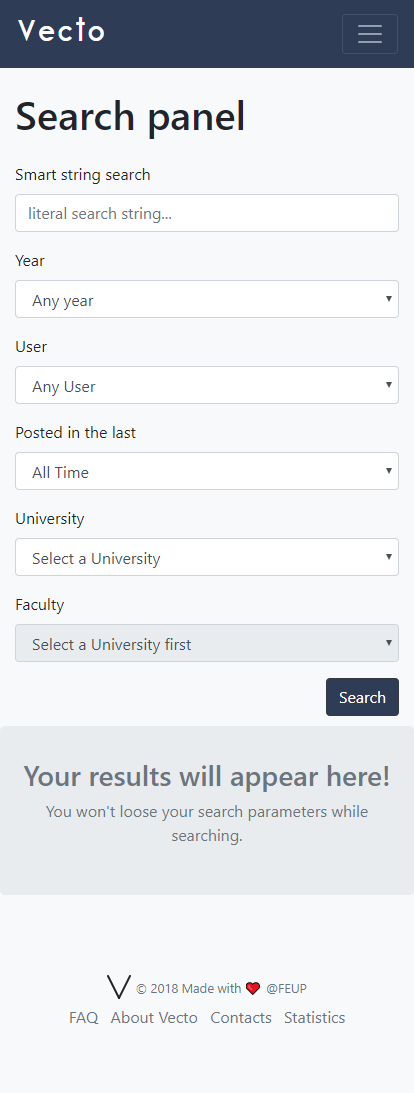 Vecto
Search panel
Smart string search
literal search string...
Year
Any year
User
Any User
Posted in the last
All Time
University
Select a University
Faculty
Select a University first
Search
Your results will appear here!
You won't loose your search parameters while
searching.
© 2018 Made with ❤ @FEUP
FAQ About Vecto Contacts Statistics